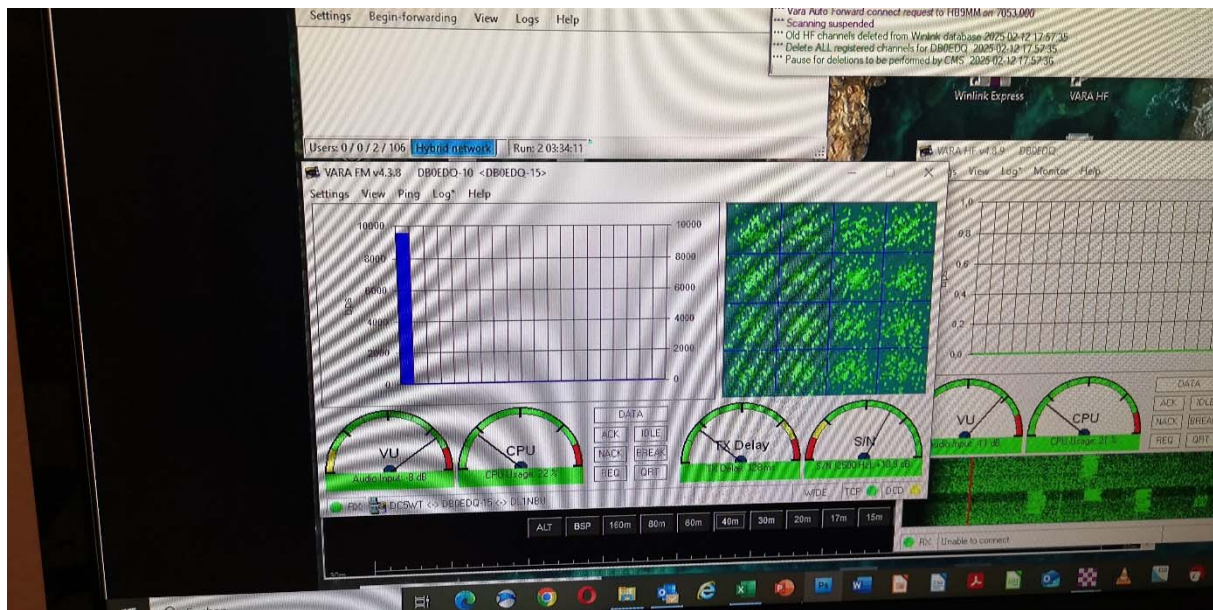 Settings Begin-forwarding View Logs Help
*** Vara Auto Forward connect request to HB9MM on 7053,000
*** Scanning suspended
*** Old HF channels deleted from Winlink database 2025-02-12 17:57:35
*** Delete ALL registered channels for DB0EDQ 2025-02-12 17:57:35
*** Pause for deletions to be performed by CMS 2025-02-12 17:57:36
Winlink Express VARA HF
Users: 0 / 0 / 2 / 106 Hybrid network Run: 2 03:34:11
VARA FM v4.3.8 DB0EDQ-10 <DB0EDQ-15>
Settings View Ping Log* Help
10000 10000
8000 8000
6000 6000
4000 4000
2000 2000
0 0
VU CPU
Audio Input: -8 dB CPU Usage: 22 %
DATA
ACK IDLE
NACK BREAK
REQ QRT
TX Delay S/N
WIDE TCP DCD
DC5WT <-> DB0EDQ-15 <-> DL1NBU
VARA HF v4.8.9 DB0EDQ
View Log* Monitor Help
1,0
0,8
0,6
0,4
0,2
0,0
VU CPU
CPU Usage: 21 %
DATA
ACK
NACK
REQ QRT
RX Unable to connect
ALT BSP 160m 80m 60m 40m 30m 20m 17m 15m